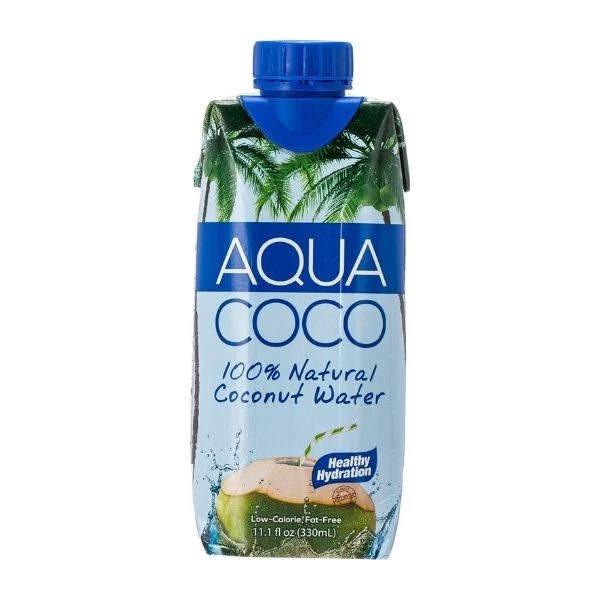 AQUA
COCO
100% Natural
Coconut Water
Healthy
Hydration
Low-Calorie, Fat-Free
11.1 fl oz (330mL)